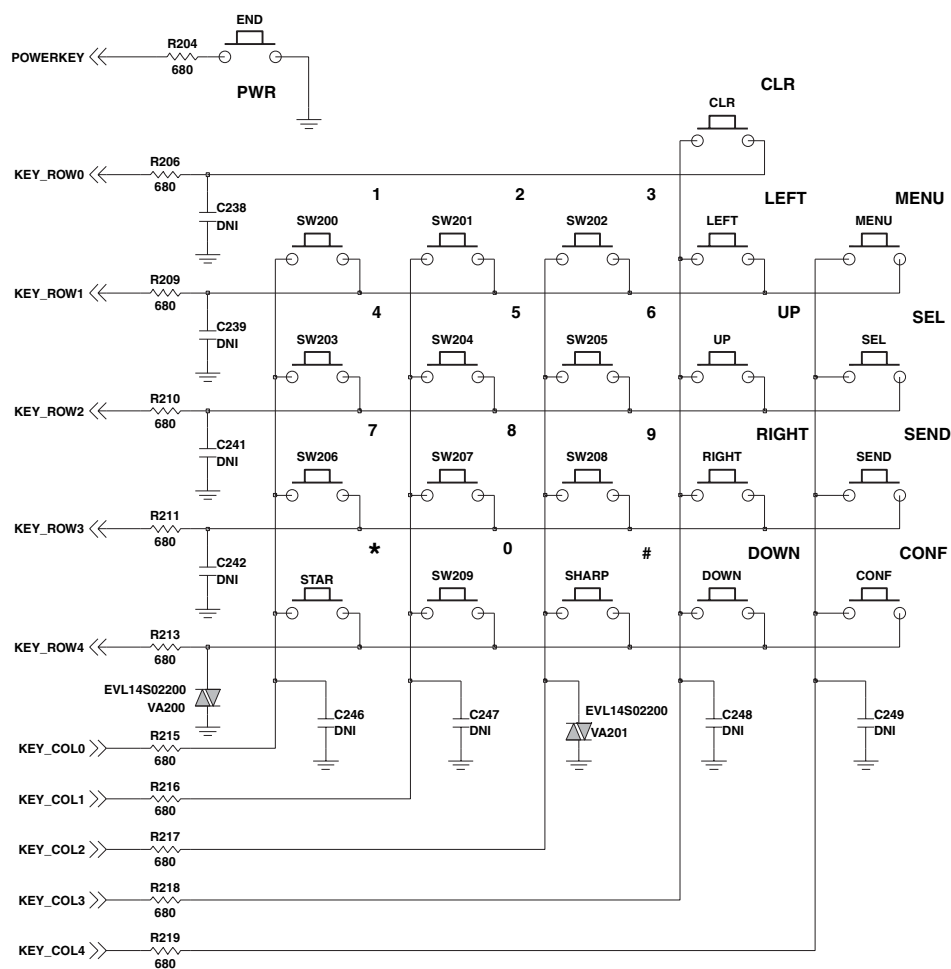 END
POWERKEY
R204
680
PWR
CLR
CLR
KEY_ROW0
R206
680
C238
DNI
1
2
3
LEFT
MENU
SW200
SW201
SW202
LEFT
MENU
KEY_ROW1
R209
680
C239
DNI
4
5
6
UP
SEL
SW203
SW204
SW205
UP
SEL
KEY_ROW2
R210
680
C241
DNI
7
8
9
RIGHT
SEND
SW206
SW207
SW208
RIGHT
SEND
KEY_ROW3
R211
680
C242
DNI
*
0
#
DOWN
CONF
STAR
SW209
SHARP
DOWN
CONF
KEY_ROW4
R213
680
EVL14S02200
VA200
C246
DNI
C247
DNI
EVL14S02200
VA201
C248
DNI
C249
DNI
KEY_COL0
R215
680
KEY_COL1
R216
680
KEY_COL2
R217
680
KEY_COL3
R218
680
KEY_COL4
R219
680